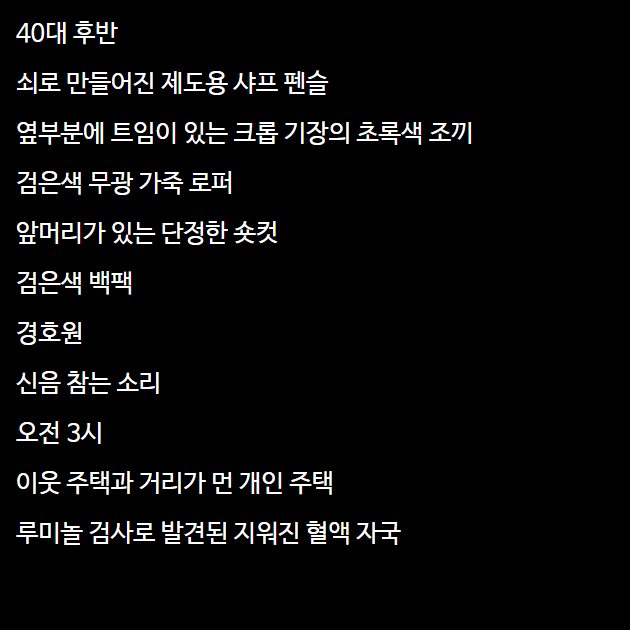 40대 후반
쇠로 만들어진 제도용 샤프 펜슬
옆부분에 트임이 있는 크롭 기장의 초록색 조끼
검은색 무광 가죽 로퍼
앞머리가 있는 단정한 숏컷
검은색 백팩
경호원
신음 참는 소리
오전 3시
이웃 주택과 거리가 먼 개인 주택
루미놀 검사로 발견된 지워진 혈액 자국